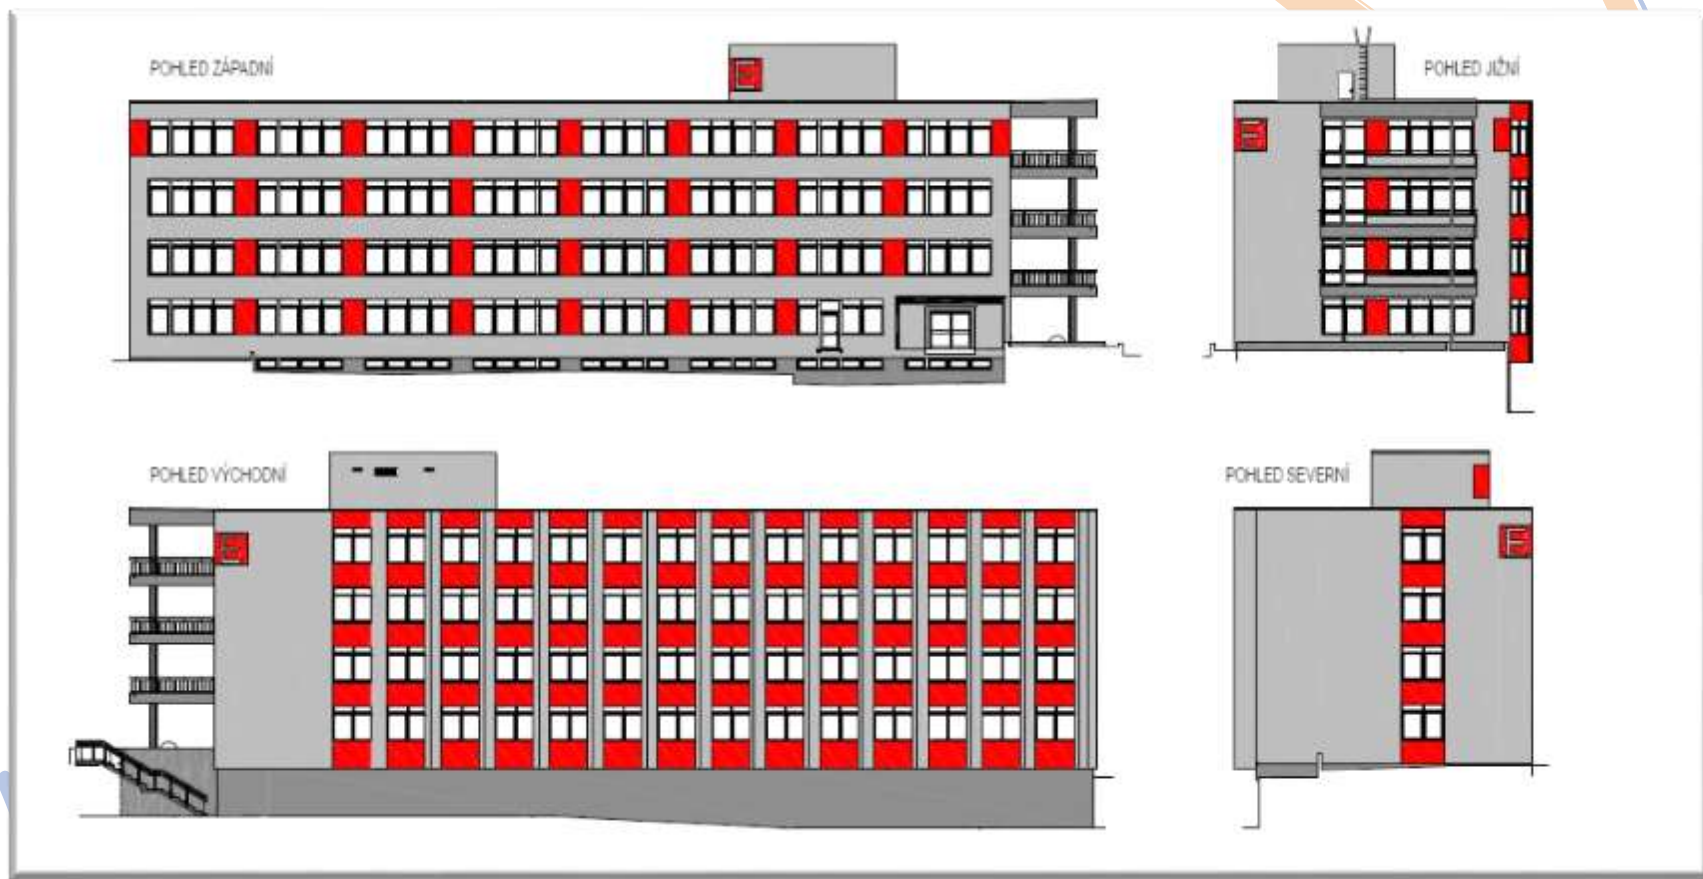 POHLED ZÁPADNÍ
E
POHLED JIŽNÍ
E
POHLED VÝCHODNÍ
E
POHLED SEVERNÍ
E